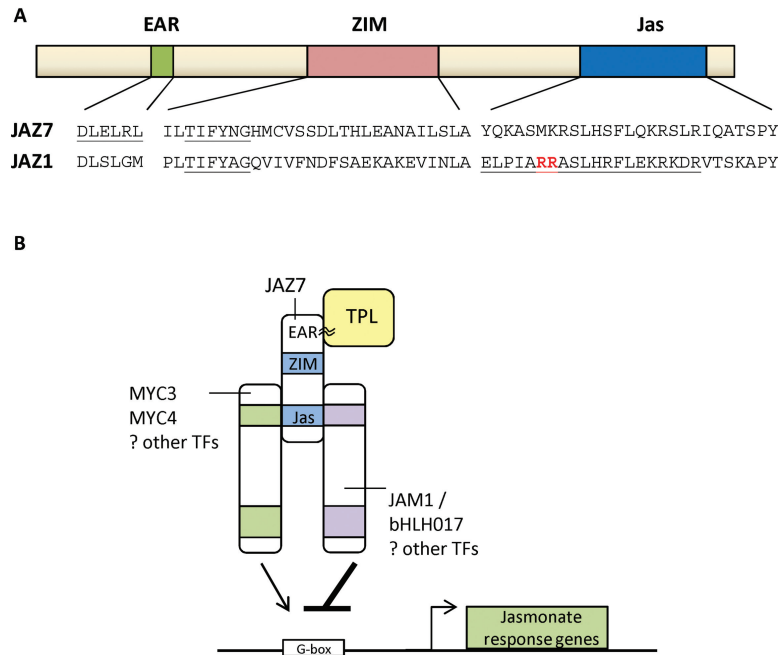 A
EAR ZIM Jas
JAZ7 DLELRL ILTIFYNGHMCVSSDLTHLEANAILSLA YQKASMKRSLHSFLQKRSLRIQATSPY
JAZ1 DLSLGM PLTIFYAGQVIVFNDFSAEKAKEVINLA ELPIARRASLHRFLEKRKDRVTSKAPY
B
JAZ7
TPL
EAR
ZIM
MYC3
MYC4
? other TFs
Jas
JAM1 /
bHLH017
? other TFs
Jasmonate
response genes
G-box